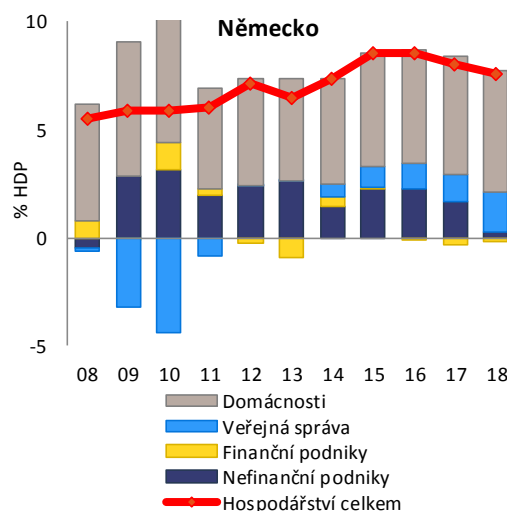 Německo
% HDP
10
5
0
-5
08 09 10 11 12 13 14 15 16 17 18
Domácnosti
Veřejná správa
Finanční podniky
Nefinanční podniky
Hospodářství celkem